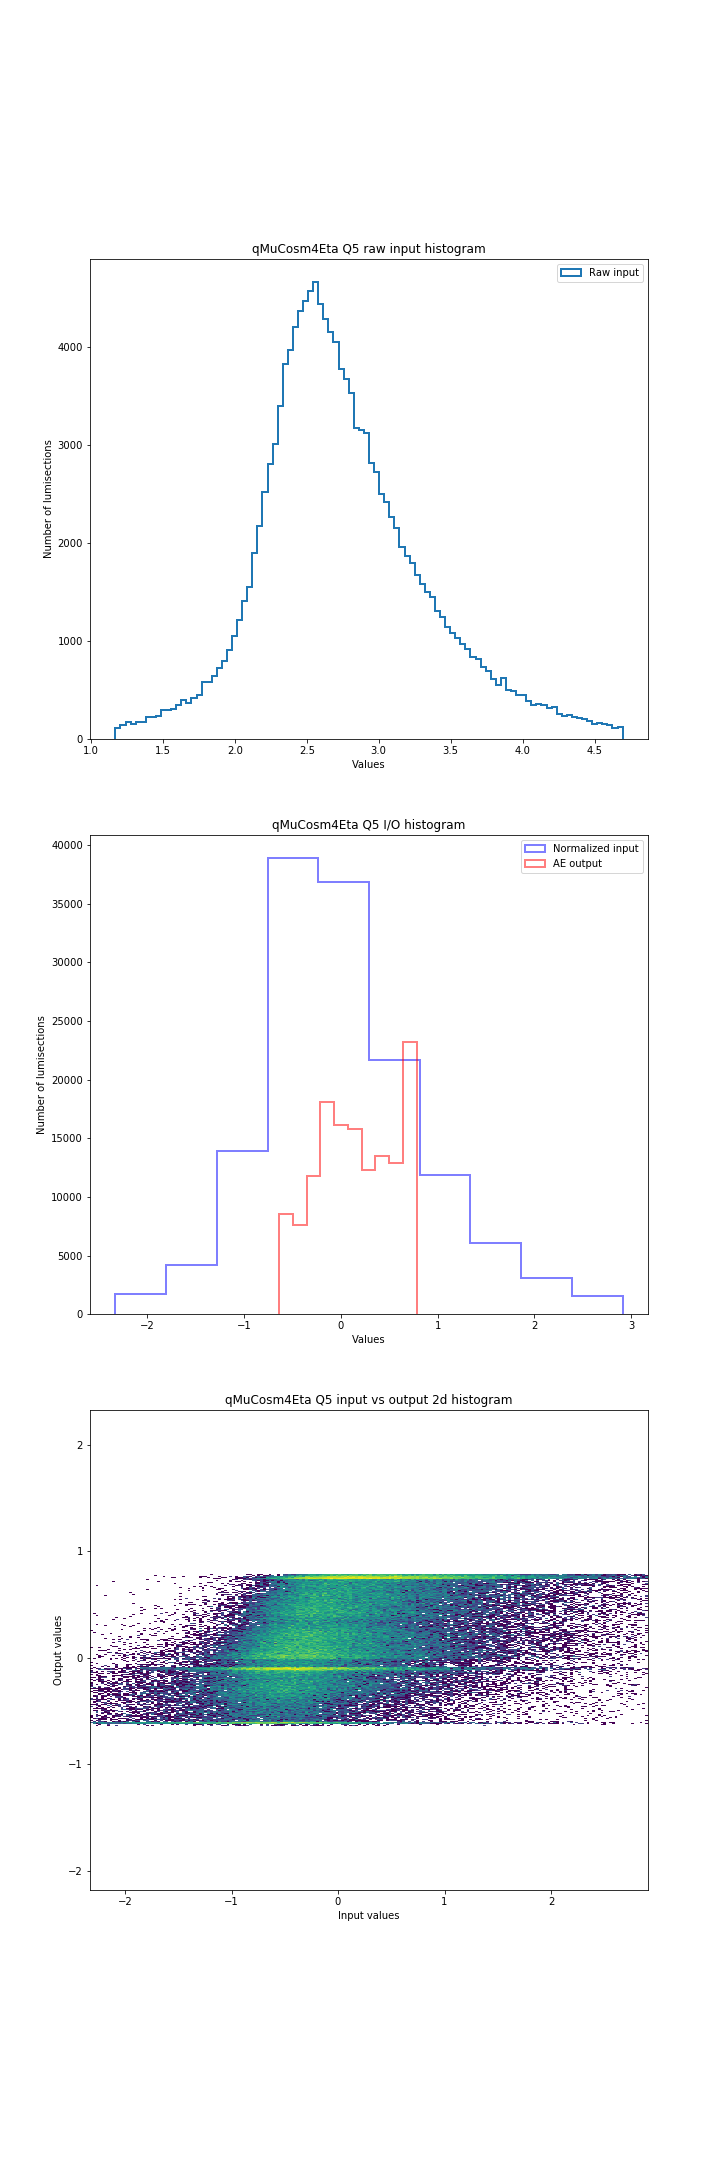 qMuCosm4Eta Q5 raw input histogram
Raw input
4000
3000
2000
1000
0
Number of lumisections
1.0 1.5 2.0 2.5 3.0 3.5 4.0 4.5
Values
qMuCosm4Eta Q5 I/O histogram
Normalized input
AE output
40000
35000
30000
25000
20000
15000
10000
5000
0
Number of lumisections
−2 −1 0 1 2 3
Values
qMuCosm4Eta Q5 input vs output 2d histogram
2
1
0
−1
−2
Output values
−2 −1 0 1 2
Input values